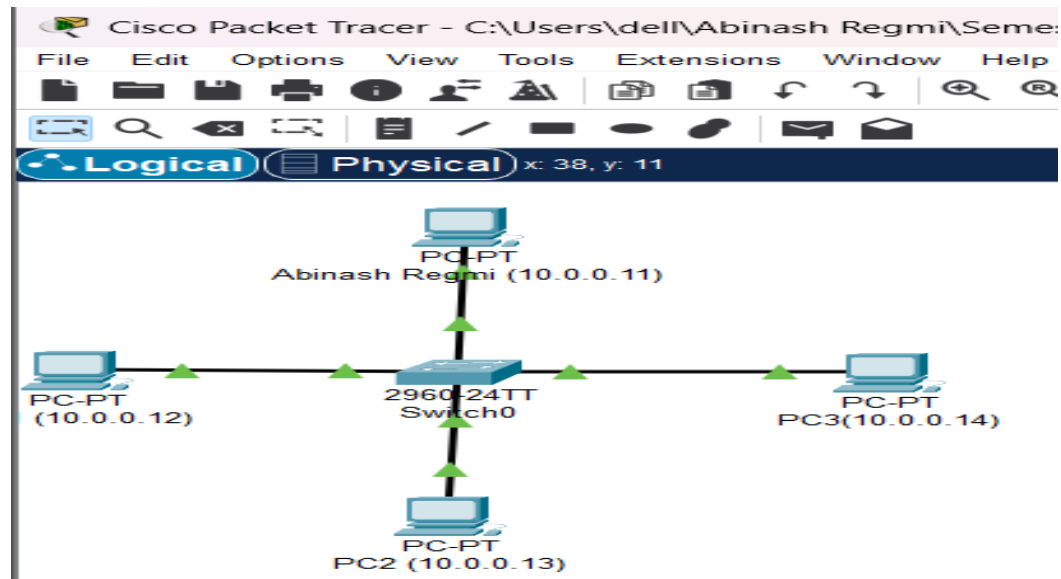 Cisco Packet Tracer - C:\Users\dell\Abinash Regmi\Seme
File Edit Options View Tools Extensions Window Help
Logical Physical x: 38, y: 11
PC-PT
Abinash Regmi (10.0.0.11)
PC-PT
(10.0.0.12)
2960-24TT
Switch0
PC-PT
PC3(10.0.0.14)
PC-PT
PC2 (10.0.0.13)